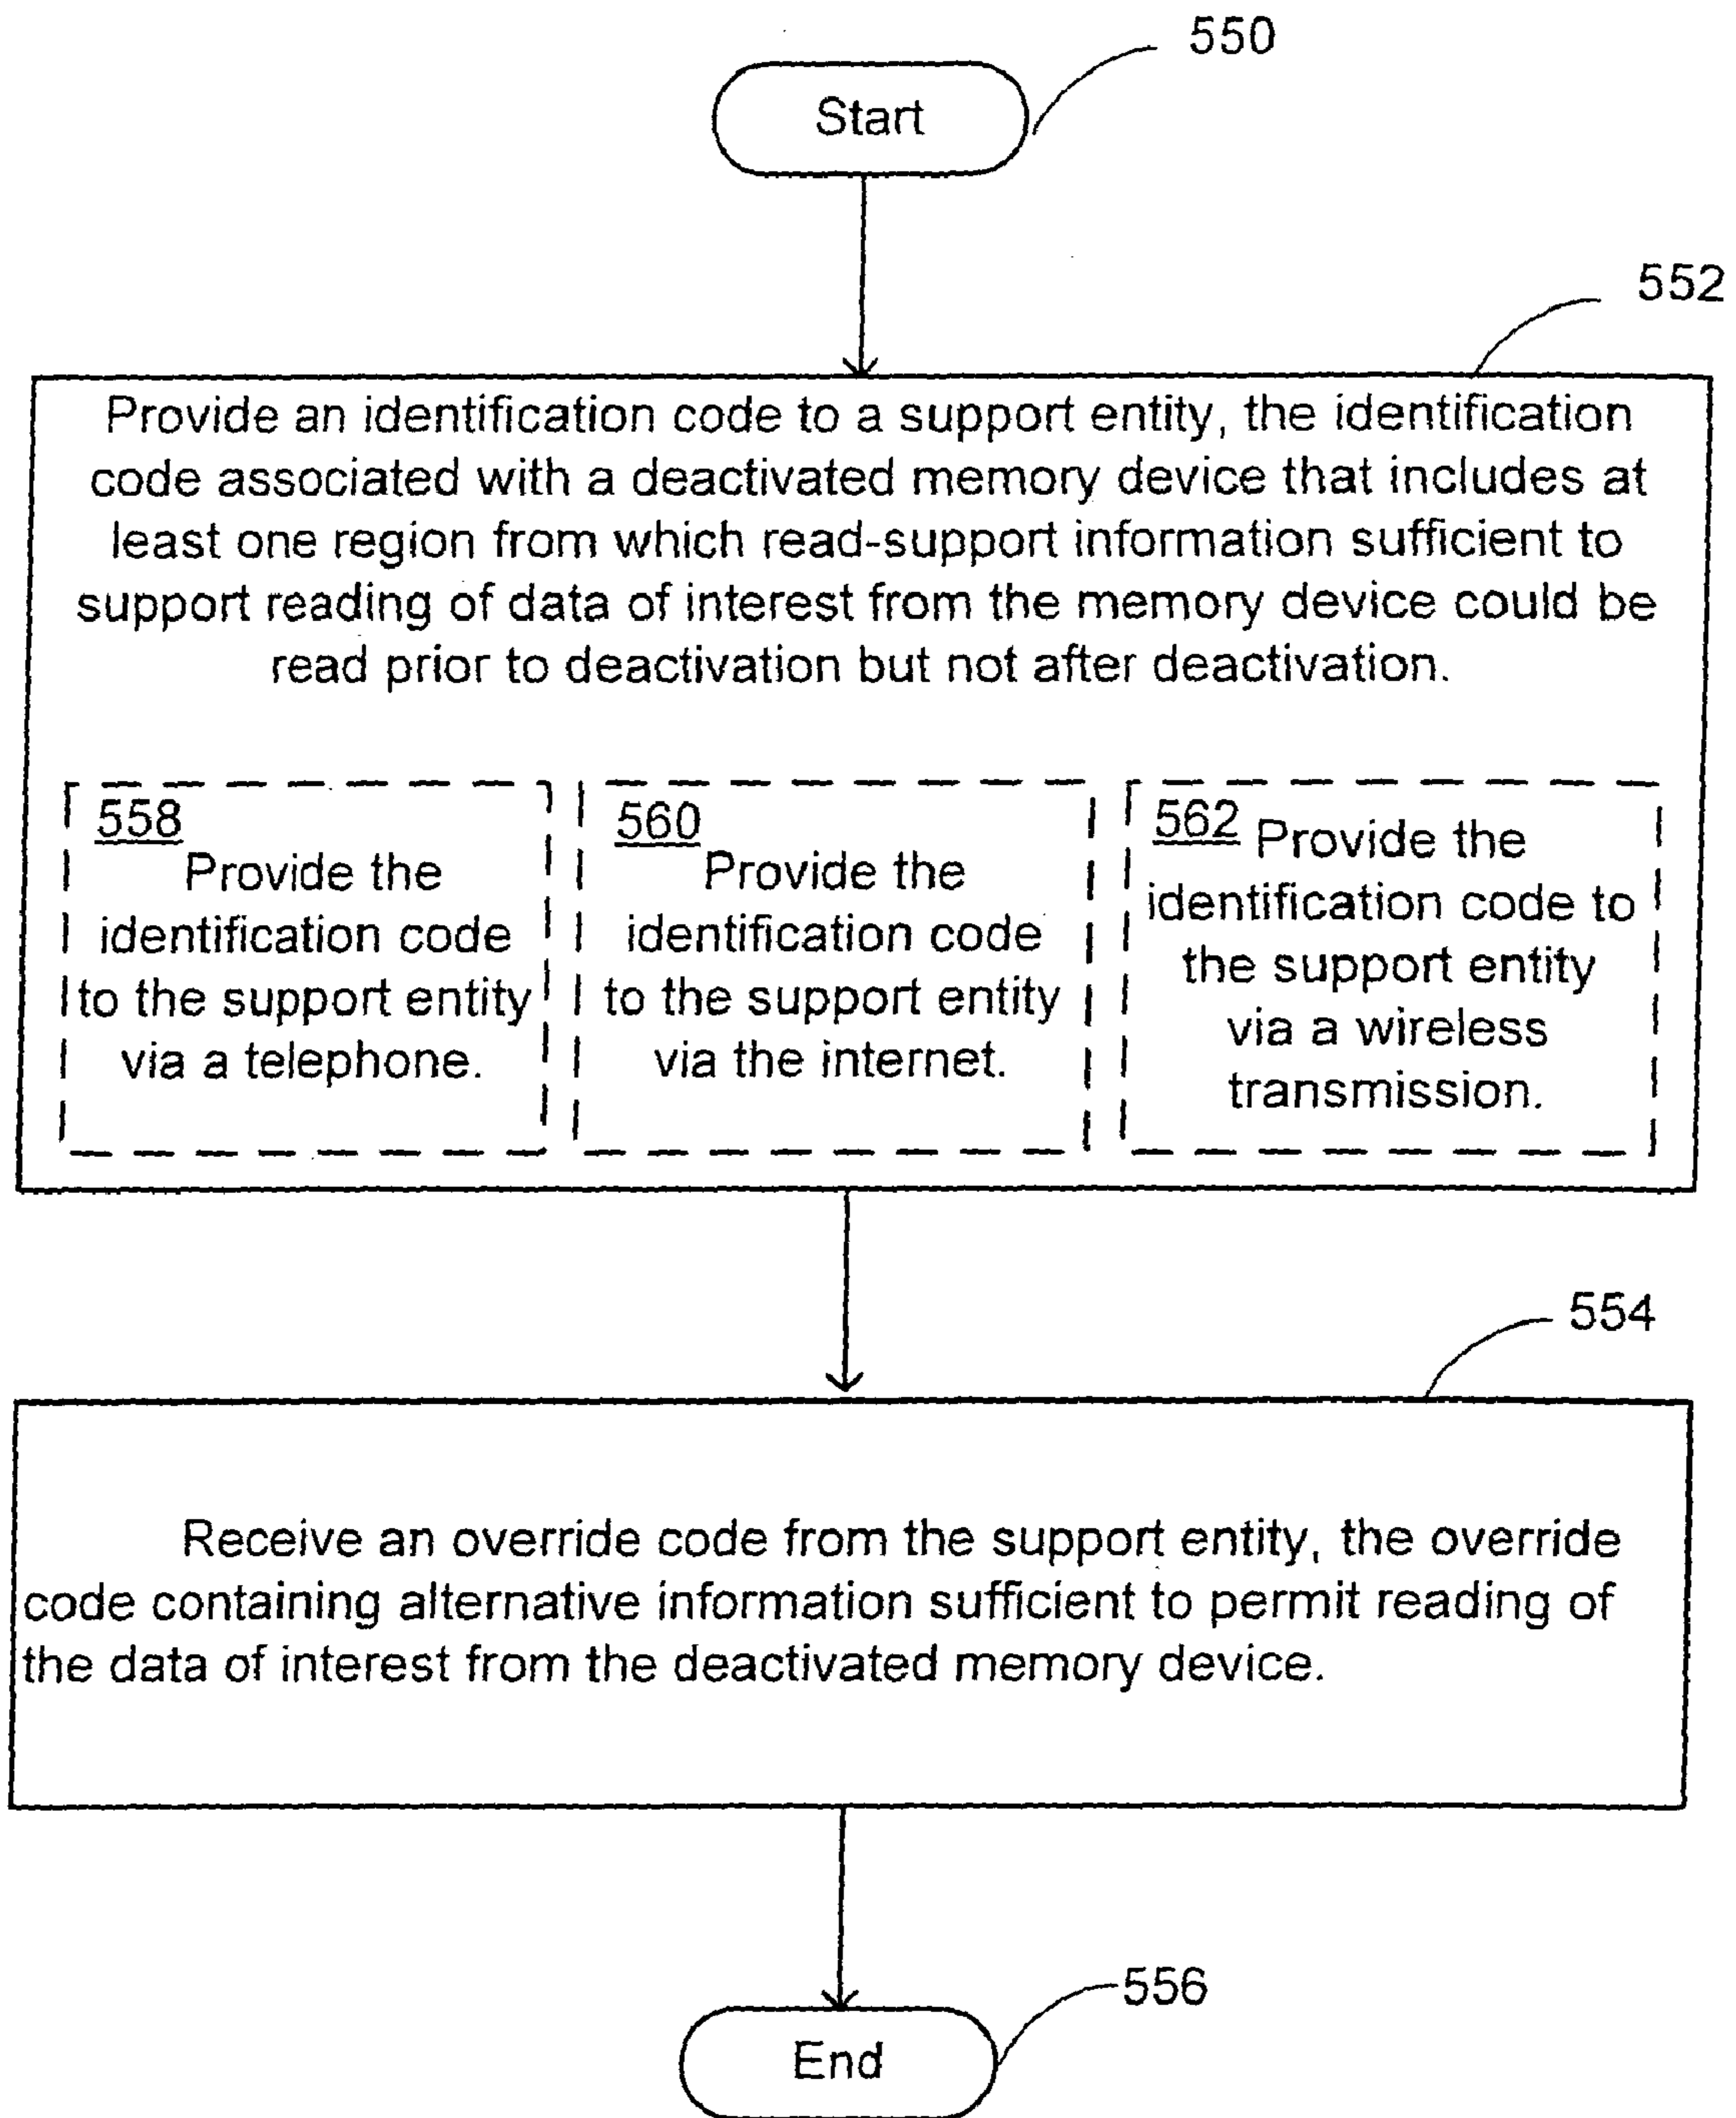 550
Start
552
Provide an identification code to a support entity, the identification
code associated with a deactivated memory device that includes at
least one region from which read-support information sufficient to
support reading of data of interest from the memory device could be
read prior to deactivation but not after deactivation.
558
Provide the
identification code
to the support entity
via a telephone.
560
Provide the
identification code
to the support entity
via the internet.
562 Provide the
identification code to
the support entity
via a wireless
transmission.
554
Receive an override code from the support entity, the override
code containing alternative information sufficient to permit reading of
the data of interest from the deactivated memory device.
556
End